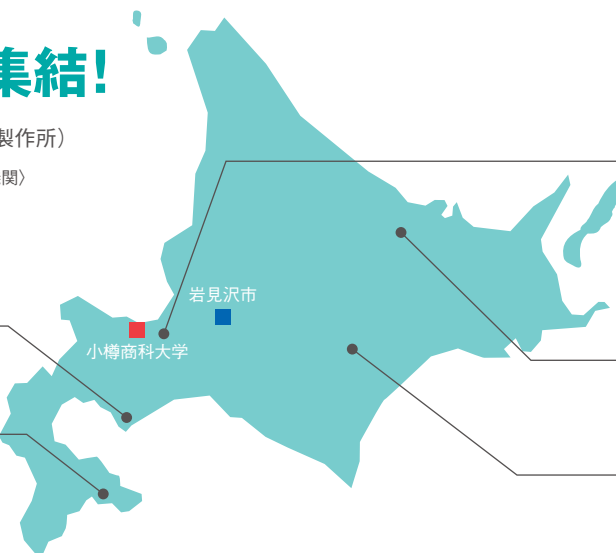 集結!
製作所）
関〉
岩見沢市
小樽商科大学